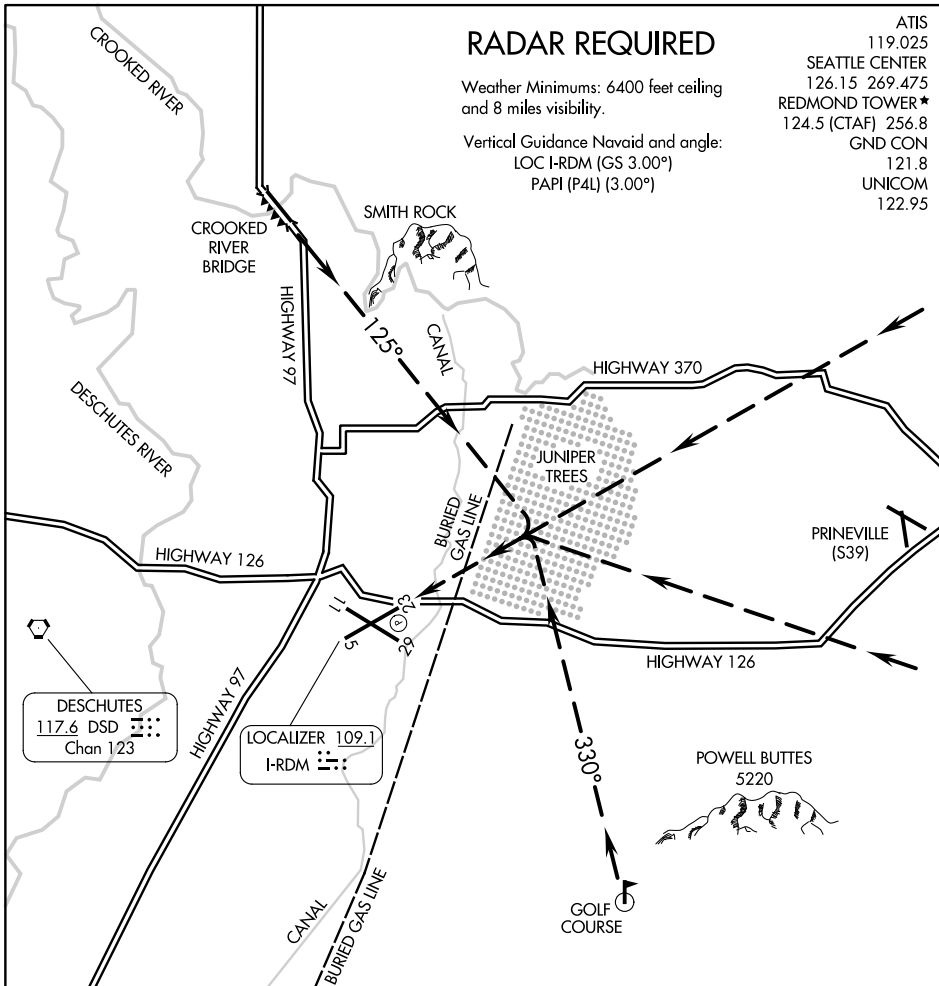 RADAR REQUIRED
Weather Minimums: 6400 feet ceiling
and 8 miles visibility.
Vertical Guidance Navaid and angle:
LOC I-RDM (GS 3.00°)
PAPI (P4L) (3.00°)
ATIS
119.025
SEATTLE CENTER
126.15 269.475
REDMOND TOWER★
124.5 (CTAF) 256.8
GND CON
121.8
UNICOM
122.95
CROOKED RIVER
CROOKED
RIVER
BRIDGE
SMITH ROCK
HIGHWAY 97
125°
CANAL
HIGHWAY 370
DESCHUTES RIVER
JUNIPER
TREES
BURIED
GAS LINE
PRINEVILLE
(S39)
HIGHWAY 126
11
23
P
5
29
HIGHWAY 126
DESCHUTES
117.6 DSD
Chan 123
HIGHWAY 97
LOCALIZER 109.1
I-RDM
330°
POWELL BUTTES
5220
GOLF
COURSE
CANAL
BURIED GAS LINE